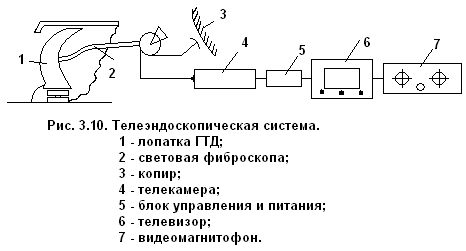 3
1
2
4
5
6
7
Рис. 3.10. Телеэндоскопическая система.
1 - лопатка ГТД;
2 - световая фиброскопа;
3 - копир;
4 - телекамера;
5 - блок управления и питания;
6 - телевизор;
7 - видеомагнитофон.